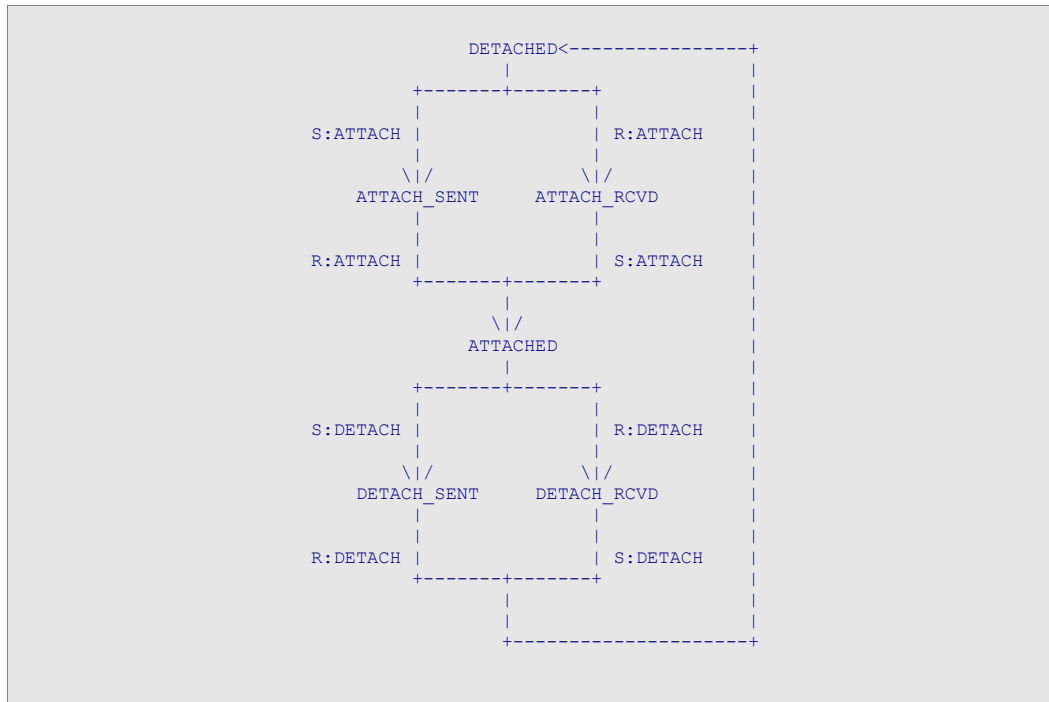 DETACHED<----------------+
|                     |
+-------+-------+             |
|               |             |
S:ATTACH |               | R:ATTACH    |
|               |             |
\|/             \|/            |
ATTACH_SENT     ATTACH_RCVD        |
|               |             |
|               |             |
R:ATTACH |               | S:ATTACH    |
+-------+-------+             |
|                     |
\|/                    |
ATTACHED                 |
|                     |
+-------+-------+             |
|               |             |
S:DETACH |               | R:DETACH    |
|               |             |
\|/             \|/            |
DETACH_SENT     DETACH_RCVD        |
|               |             |
|               |             |
R:DETACH |               | S:DETACH    |
+-------+-------+             |
|                     |
|                     |
+---------------------+